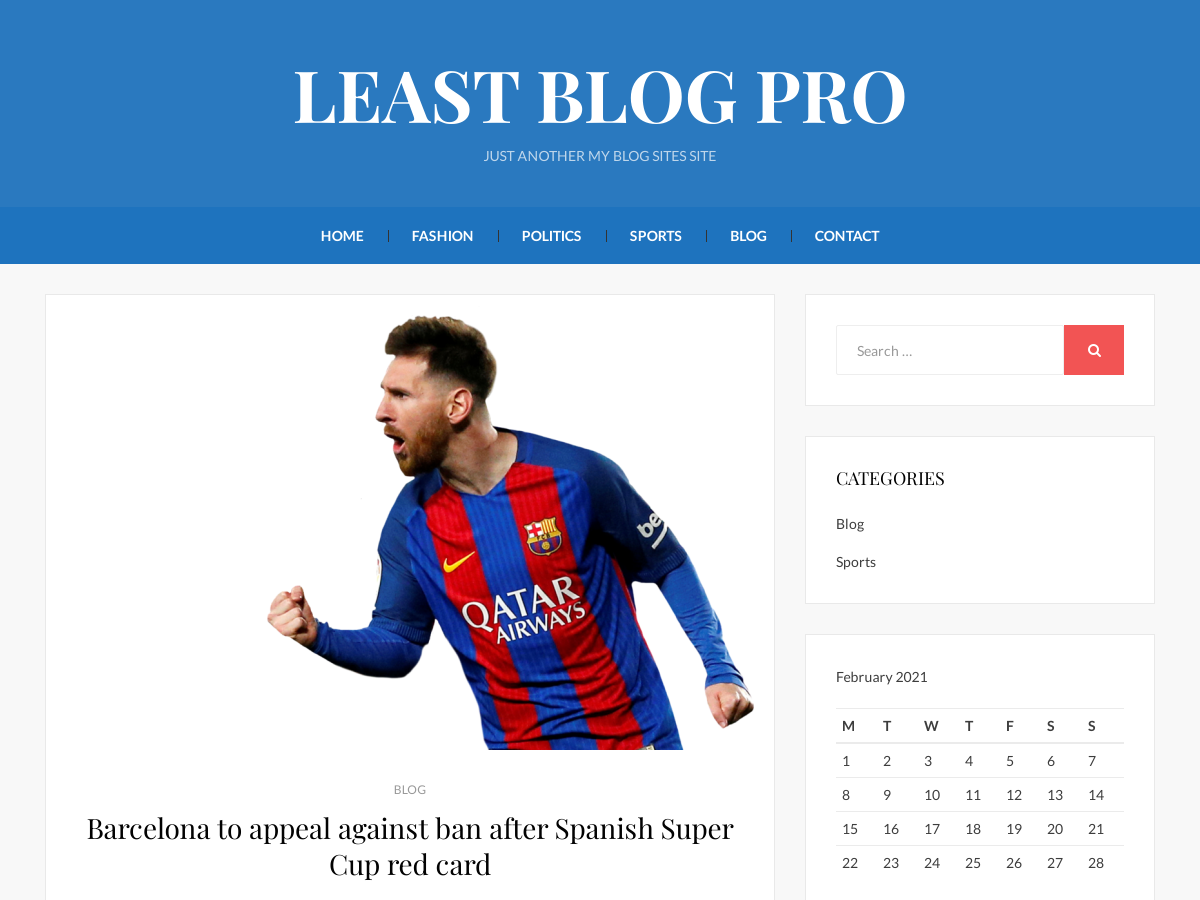 LEAST BLOG PRO
JUST ANOTHER MY BLOG SITES SITE
HOME
FASHION
POLITICS
SPORTS
BLOG
CONTACT
be
FCB
QATAR
AIRWAYS
BLOG
Barcelona to appeal against ban after Spanish Super
Cup red card
Search …
CATEGORIES
Blog
Sports
February 2021
M T W T F S S
1 2 3 4 5 6 7
8 9 10 11 12 13 14
15 16 17 18 19 20 21
22 23 24 25 26 27 28